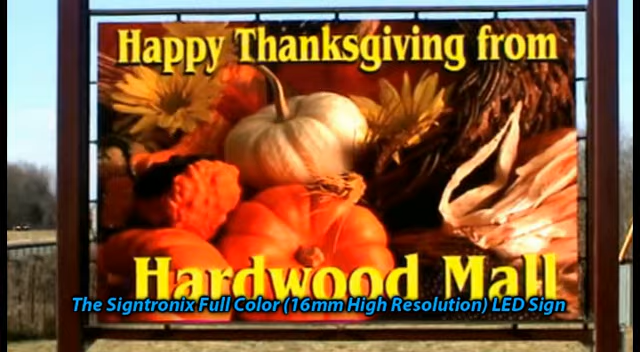 Happy Thanksgiving from
Hardwood Mall
The Signtronix Full Color (16mm High Resolution) LED Sign